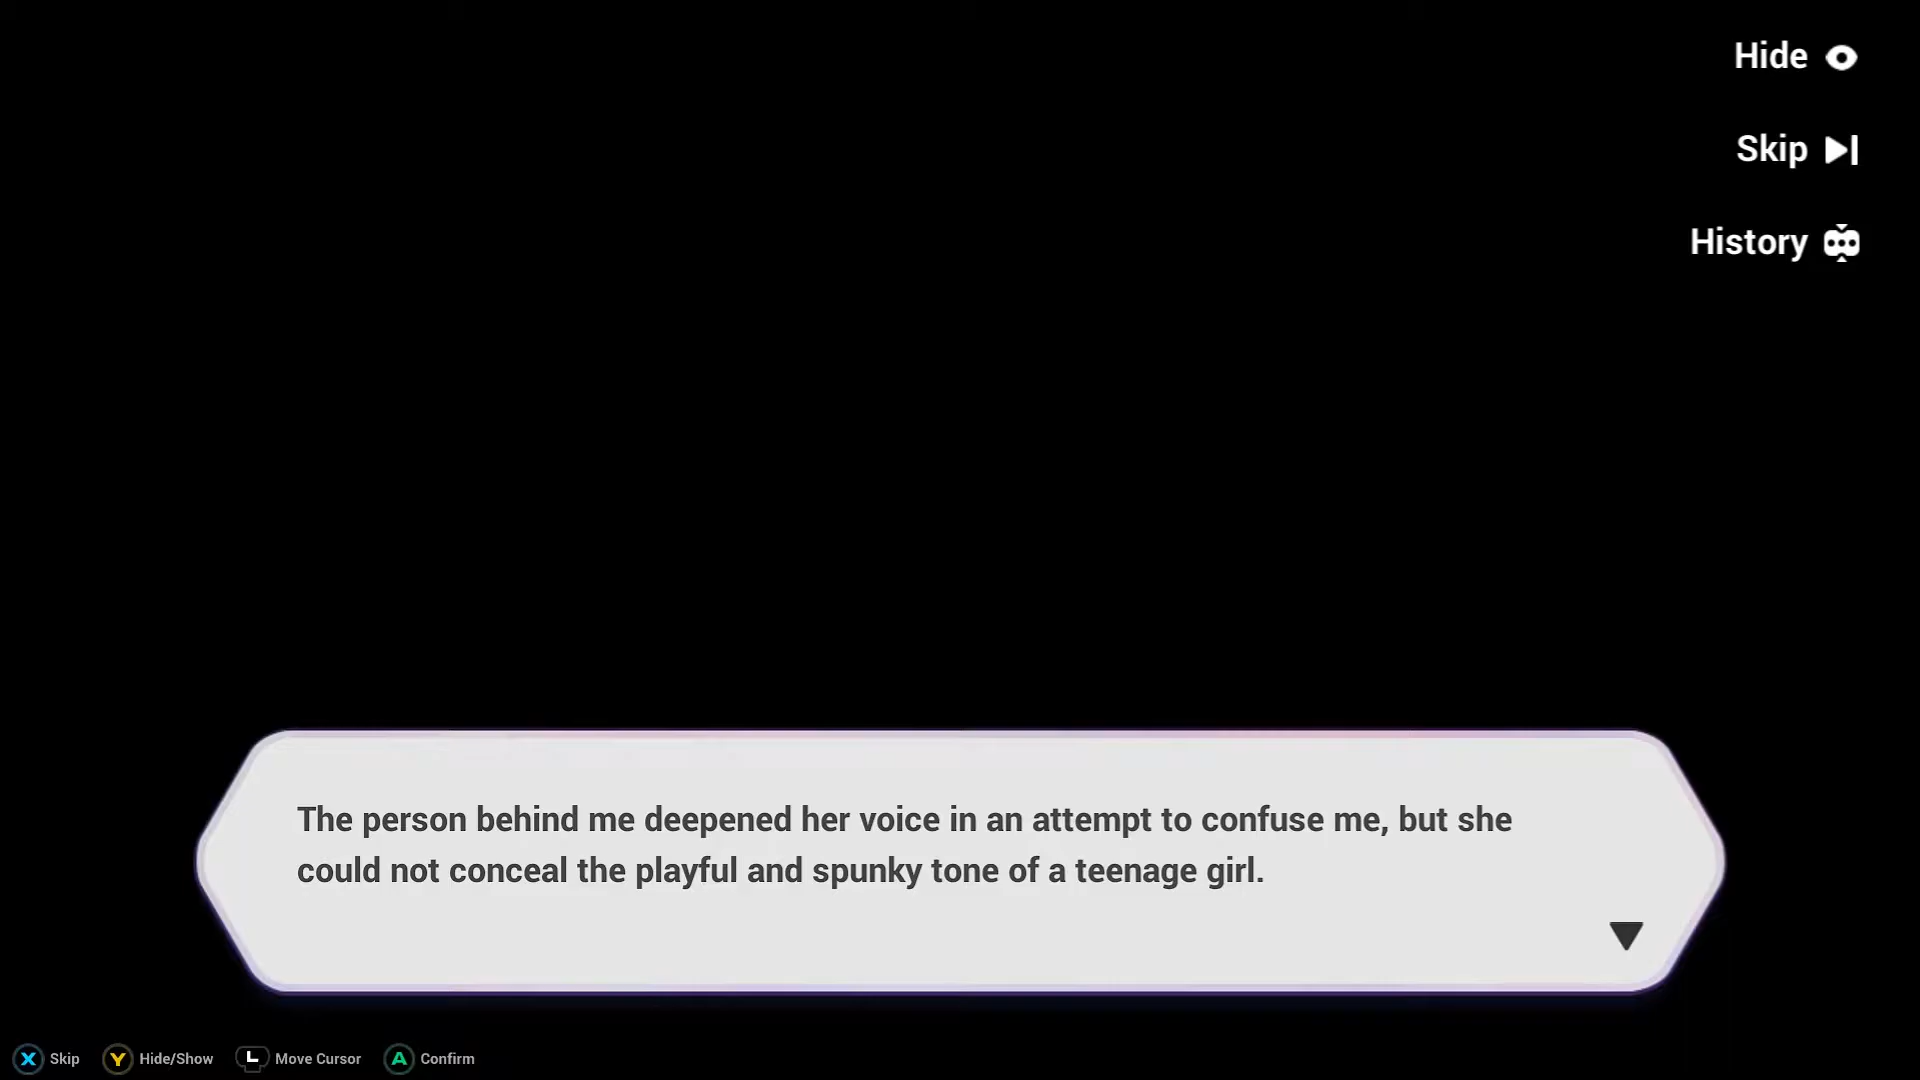 Hide
Skip
History
The person behind me deepened her voice in an attempt to confuse me, but she
could not conceal the playful and spunky tone of a teenage girl.
X Skip Y Hide/Show L Move Cursor A Confirm